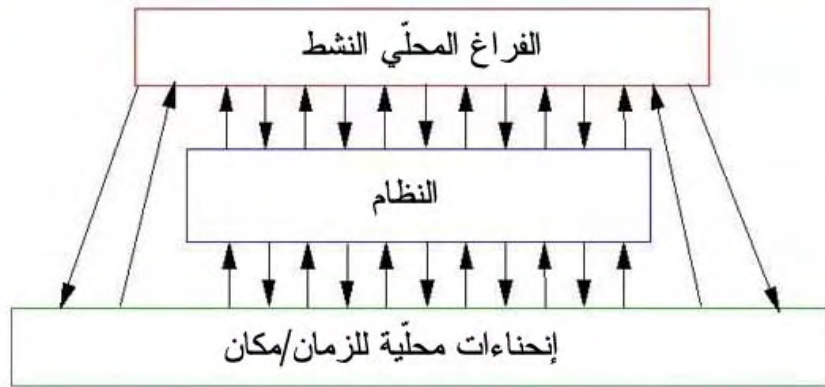 الفراغ المحلّي النشط
النظام
إنحناءات محلّية للزمان/مكان